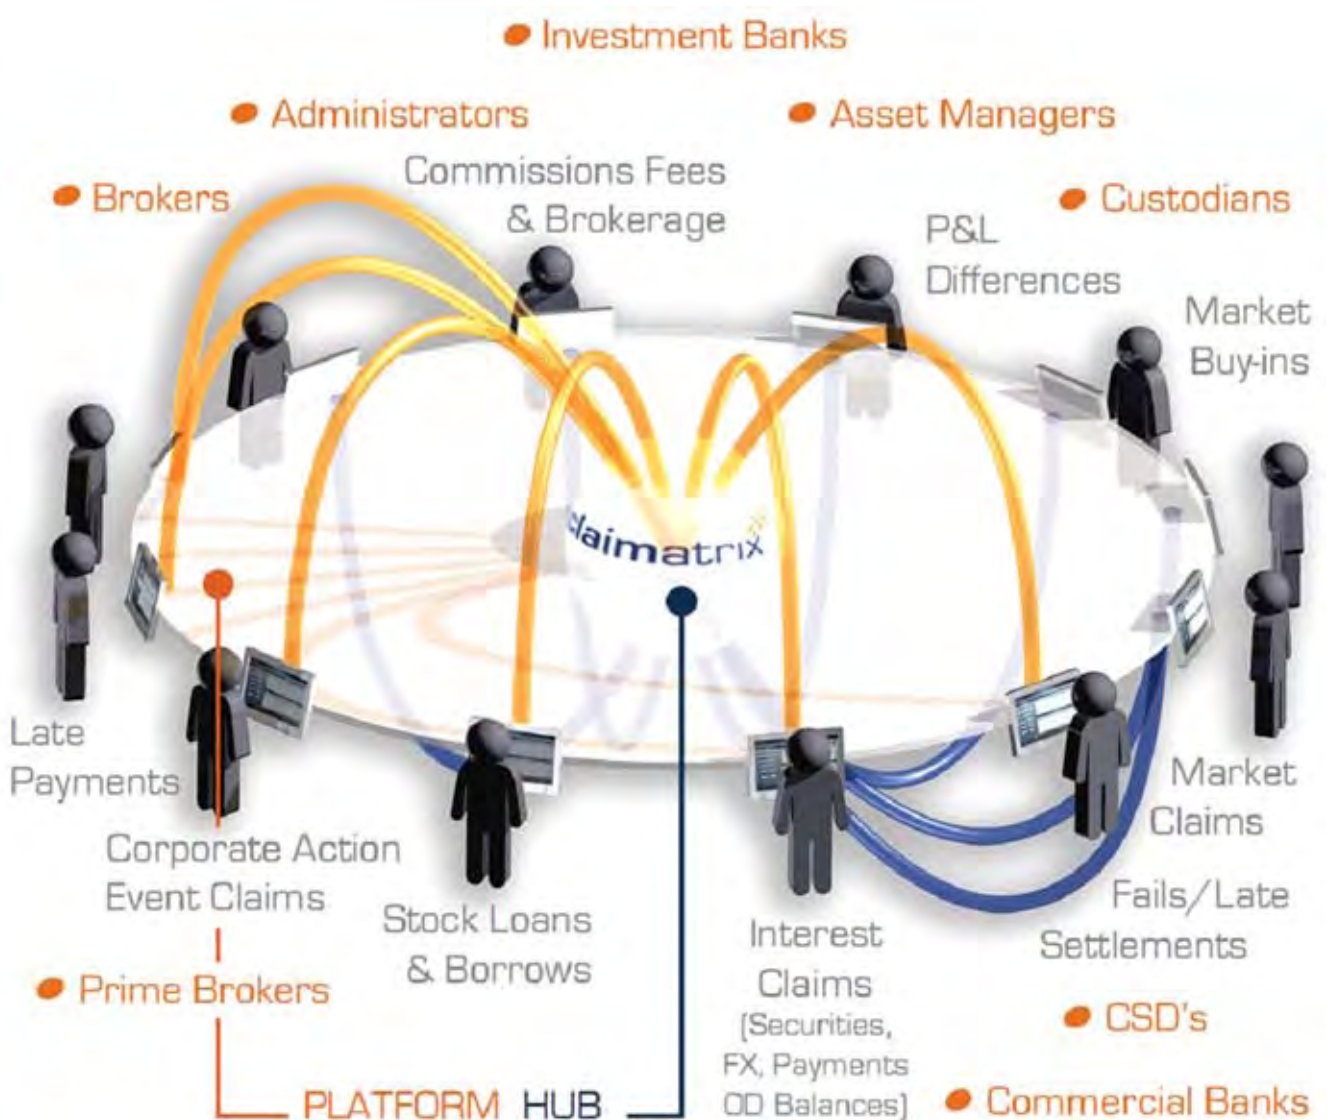 Investment Banks
Administrators
Asset Managers
Brokers
Commissions Fees
& Brokerage
Custodians
P&L
Differences
Market
Buy-ins
claimatrix
Late
Payments
Market
Claims
Corporate Action
Event Claims
Stock Loans
& Borrows
Interest
Claims
(Securities,
FX, Payments
OD Balances)
Fails/Late
Settlements
Prime Brokers
CSD's
Commercial Banks
PLATFORM HUB